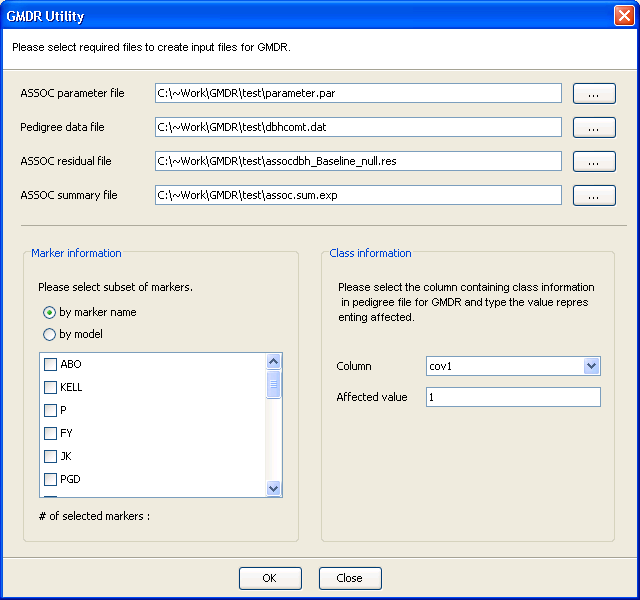 GMDR Utility
Please select required files to create input files for GMDR.
ASSOC parameter file
C:\~Work\GMDR\test\parameter.par
...
Pedigree data file
C:\~Work\GMDR\test\dbhcomt.dat
...
ASSOC residual file
C:\~Work\GMDR\test\assocdbh_Baseline_null.res
...
ASSOC summary file
C:\~Work\GMDR\test\assoc.sum.exp
...
Marker information
Please select subset of markers.
by marker name
by model
ABO
KELL
P
FY
JK
PGD
# of selected markers :
Class information
Please select the column containing class information
in pedigree file for GMDR and type the value repres
enting affected.
Column
cov1
Affected value
1
OK
Close